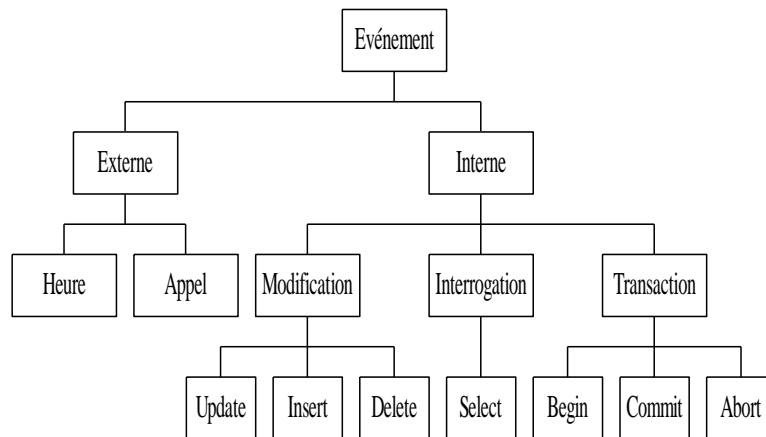 Evénement
Externe
Interne
Heure
Appel
Modification
Interrogation
Transaction
Update
Insert
Delete
Select
Begin
Commit
Abort